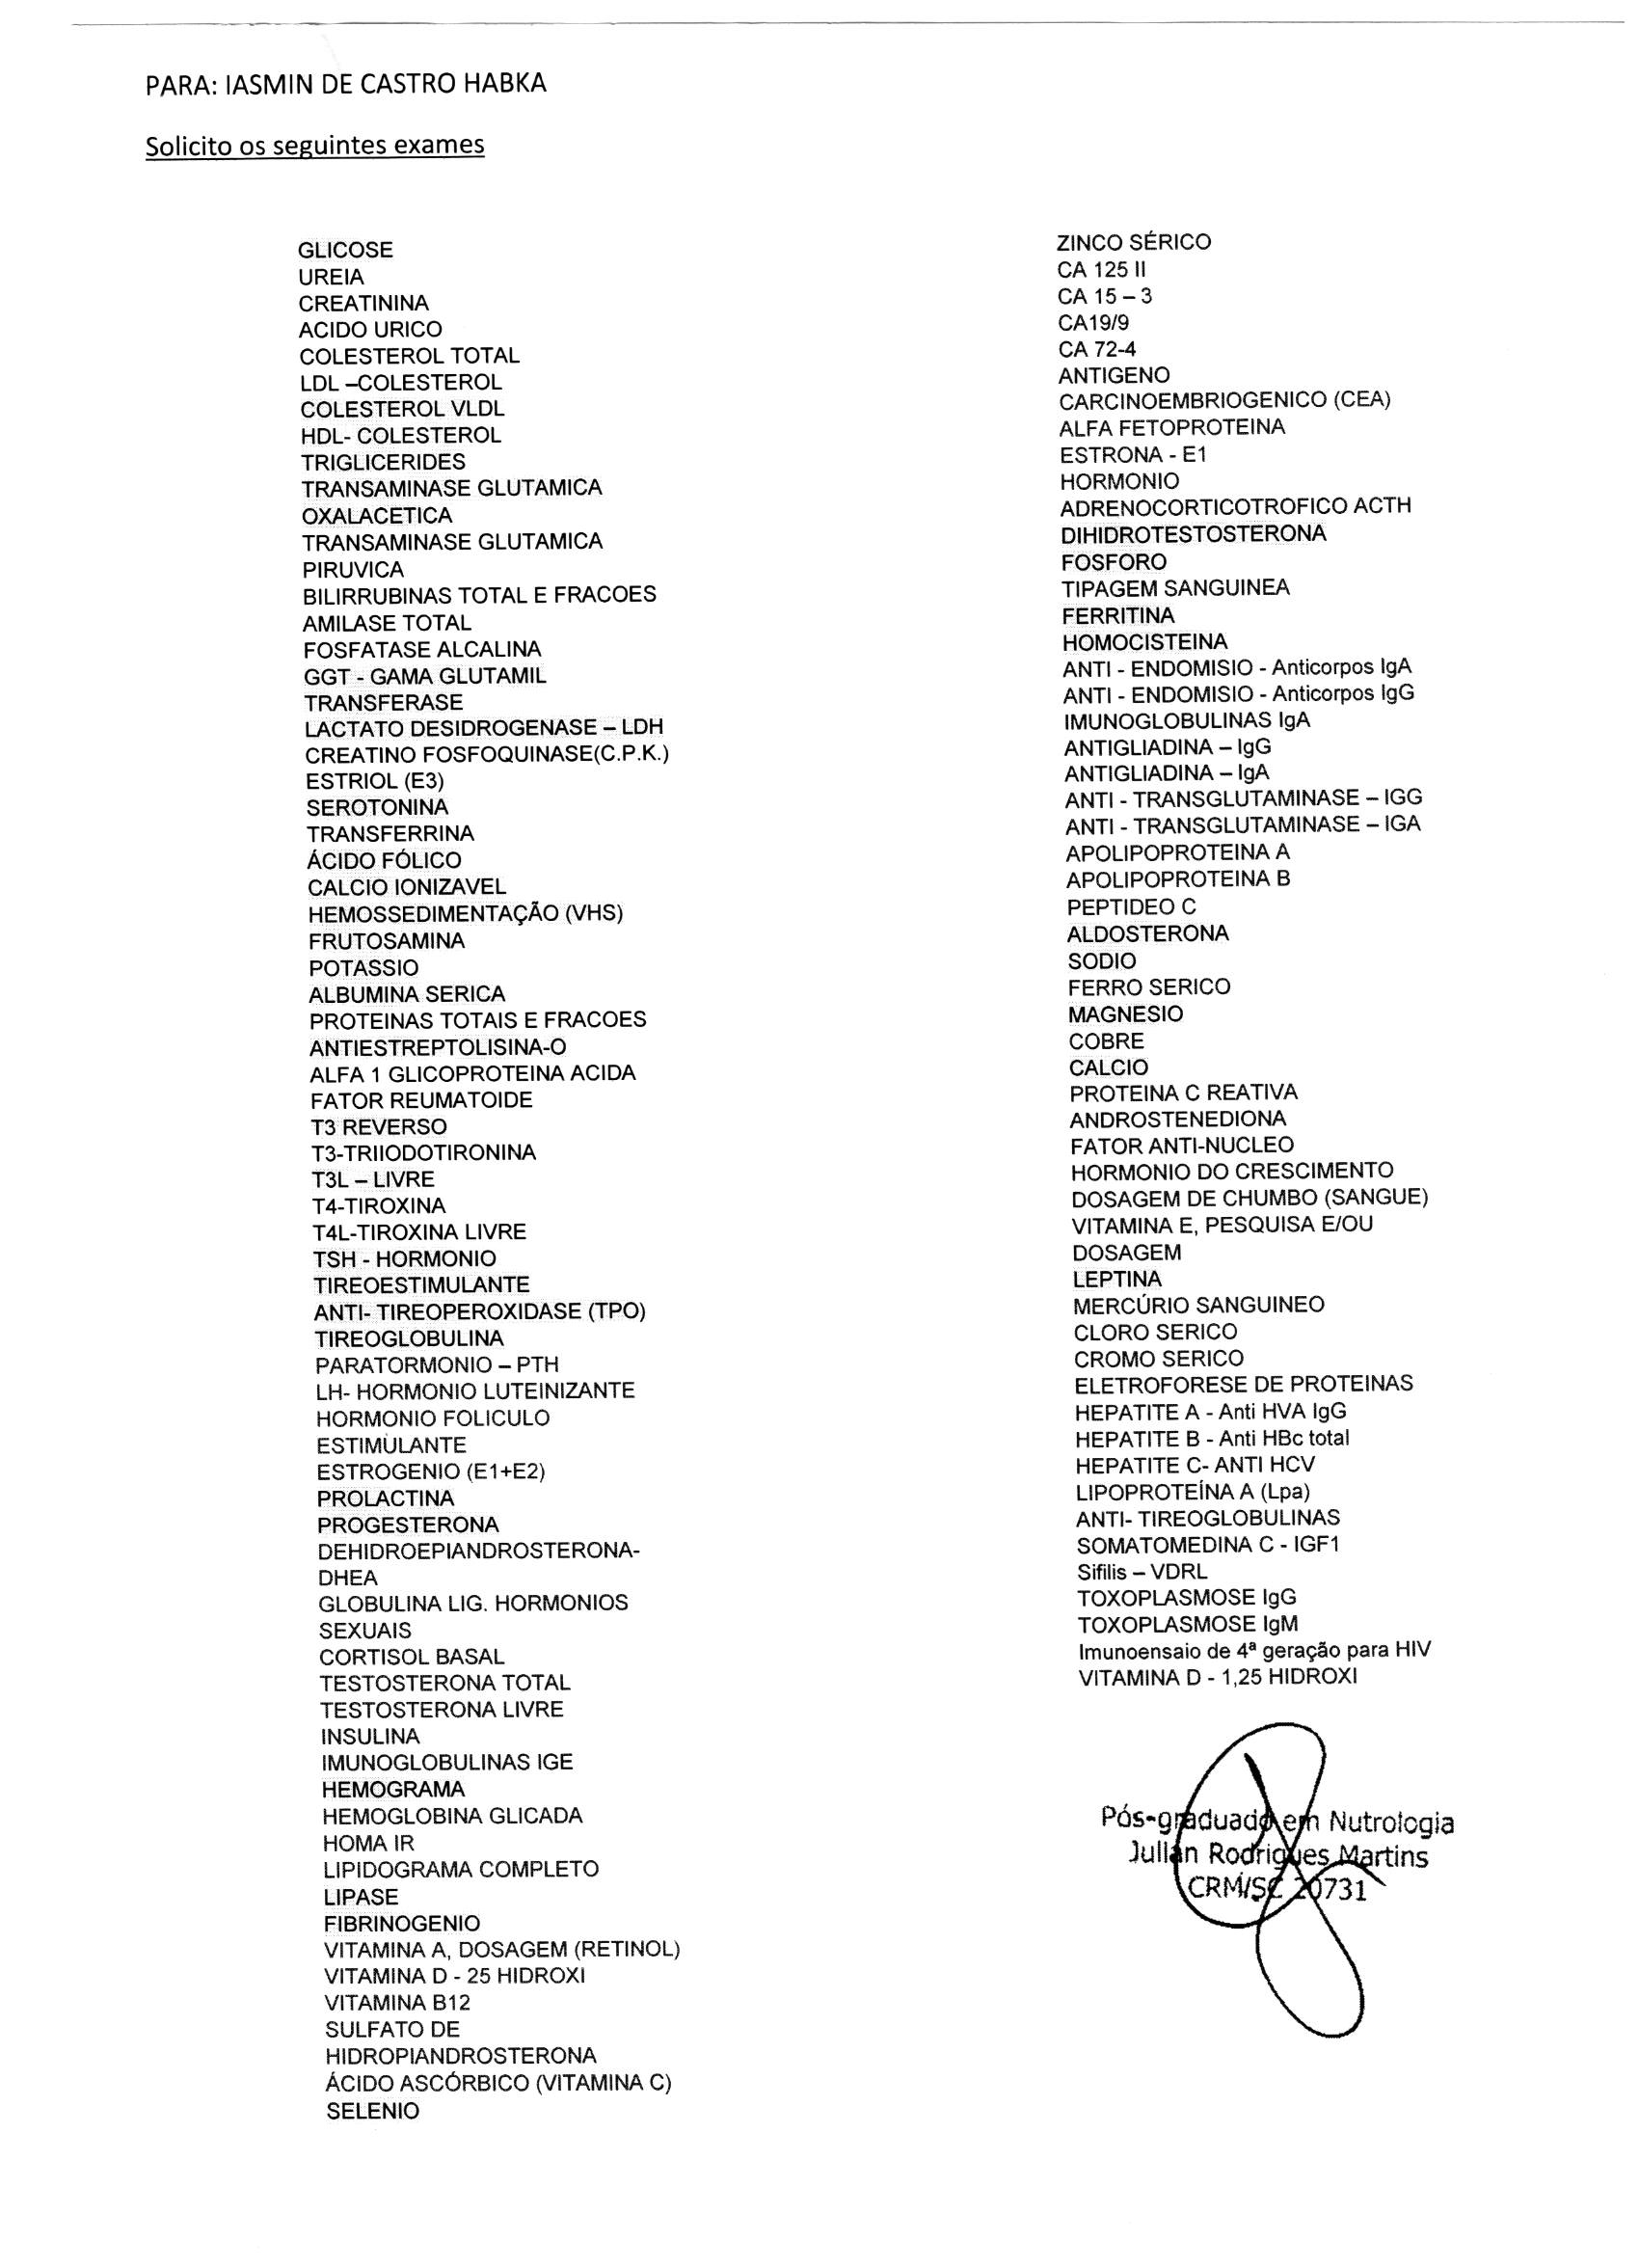 PARA: IASMIN DE CASTRO HABKA
Solicito os seguintes exames
GLICOSE
UREIA
CREATININA
ACIDO URICO
COLESTEROL TOTAL
LDL –COLESTEROL
COLESTEROL VLDL
HDL- COLESTEROL
TRIGLICERIDES
TRANSAMINASE GLUTAMICA
OXALACETICA
TRANSAMINASE GLUTAMICA
PIRUVICA
BILIRRUBINAS TOTAL E FRACOES
AMILASE TOTAL
FOSFATASE ALCALINA
GGT - GAMA GLUTAMIL
TRANSFERASE
LACTATO DESIDROGENASE – LDH
CREATINO FOSFOQUINASE(C.P.K.)
ESTRIOL (E3)
SEROTONINA
TRANSFERRINA
ÁCIDO FÓLICO
CALCIO IONIZAVEL
HEMOSSEDIMENTAÇÃO (VHS)
FRUTOSAMINA
POTASSIO
ALBUMINA SERICA
PROTEINAS TOTAIS E FRACOES
ANTIESTREPTOLISINA-O
ALFA 1 GLICOPROTEINA ACIDA
FATOR REUMATOIDE
T3 REVERSO
T3-TRIIODOTIRONINA
T3L – LIVRE
T4-TIROXINA
T4L-TIROXINA LIVRE
TSH - HORMONIO
TIREOESTIMULANTE
ANTI- TIREOPEROXIDASE (TPO)
TIREOGLOBULINA
PARATORMONIO – PTH
LH- HORMONIO LUTEINIZANTE
HORMONIO FOLICULO
ESTIMULANTE
ESTROGENIO (E1+E2)
PROLACTINA
PROGESTERONA
DEHIDROEPIANDROSTERONA-
DHEA
GLOBULINA LIG. HORMONIOS
SEXUAIS
CORTISOL BASAL
TESTOSTERONA TOTAL
TESTOSTERONA LIVRE
INSULINA
IMUNOGLOBULINAS IGE
HEMOGRAMA
HEMOGLOBINA GLICADA
HOMA IR
LIPIDOGRAMA COMPLETO
LIPASE
FIBRINOGENIO
VITAMINA A, DOSAGEM (RETINOL)
VITAMINA D - 25 HIDROXI
VITAMINA B12
SULFATO DE
HIDROPIANDROSTERONA
ÁCIDO ASCÓRBICO (VITAMINA C)
SELENIO
ZINCO SÉRICO
CA 125 II
CA 15 – 3
CA19/9
CA 72-4
ANTIGENO
CARCINOEMBRIOGENICO (CEA)
ALFA FETOPROTEINA
ESTRONA - E1
HORMONIO
ADRENOCORTICOTROFICO ACTH
DIHIDROTESTOSTERONA
FOSFORO
TIPAGEM SANGUINEA
FERRITINA
HOMOCISTEINA
ANTI - ENDOMISIO - Anticorpos IgA
ANTI - ENDOMISIO - Anticorpos IgG
IMUNOGLOBULINAS IgA
ANTIGLIADINA – IgG
ANTIGLIADINA – IgA
ANTI - TRANSGLUTAMINASE – IGG
ANTI - TRANSGLUTAMINASE – IGA
APOLIPOPROTEINA A
APOLIPOPROTEINA B
PEPTIDEO C
ALDOSTERONA
SODIO
FERRO SERICO
MAGNESIO
COBRE
CALCIO
PROTEINA C REATIVA
ANDROSTENEDIONA
FATOR ANTI-NUCLEO
HORMONIO DO CRESCIMENTO
DOSAGEM DE CHUMBO (SANGUE)
VITAMINA E, PESQUISA E/OU
DOSAGEM
LEPTINA
MERCÚRIO SANGUINEO
CLORO SERICO
CROMO SERICO
ELETROFORESE DE PROTEINAS
HEPATITE A - Anti HVA IgG
HEPATITE B - Anti HBc total
HEPATITE C- ANTI HCV
LIPOPROTEÍNA A (Lpa)
ANTI- TIREOGLOBULINAS
SOMATOMEDINA C - IGF1
Sifilis – VDRL
TOXOPLASMOSE IgG
TOXOPLASMOSE IgM
Imunoensaio de 4ª geração para HIV
VITAMINA D - 1,25 HIDROXI
Pós-graduado em Nutrologia
Julian Rodrigues Martins
CRM/SC 20731